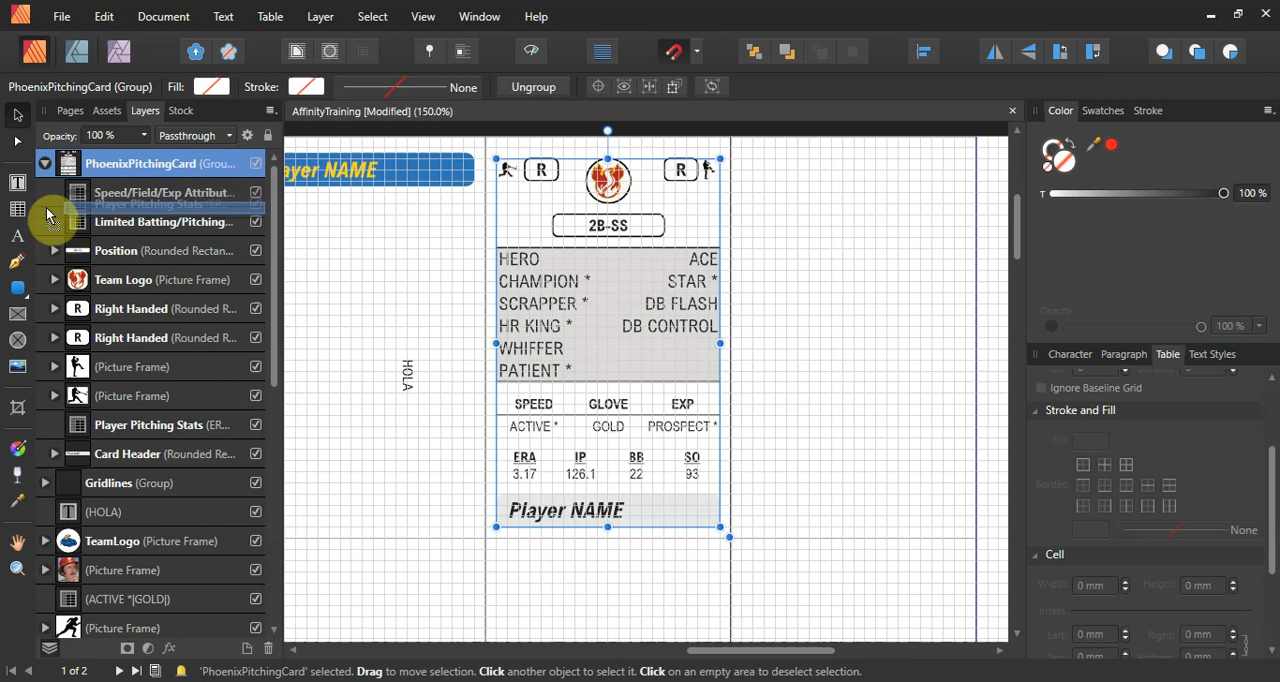 File Edit Document Text Table Layer Select View Window Help
PhoenixPitchingCard (Group) Fill: Stroke: None Ungroup
Pages Assets Layers Stock
AffinityTraining [Modified] (150.0%)
Color Swatches Stroke
Opacity: 100 % Passthrough
PhoenixPitchingCard (Grou...
Speed/Field/Exp Attribut...
Player Pitching Stats
Limited Batting/Pitching...
Position (Rounded Rectan...
Team Logo (Picture Frame)
Right Handed (Rounded R...
Right Handed (Rounded R...
(Picture Frame)
(Picture Frame)
Player Pitching Stats (ER...
Card Header (Rounded Re...
Gridlines (Group)
(HOLA)
TeamLogo (Picture Frame)
(Picture Frame)
(ACTIVE *|GOLD|)
(Picture Frame)
ayer NAME
HOLA
R R
2B-SS
HERO ACE
CHAMPION * STAR *
SCRAPPER * DB FLASH
HR KING * DB CONTROL
WHIFFER
PATIENT *
SPEED GLOVE EXP
ACTIVE * GOLD PROSPECT *
ERA IP BB SO
3.17 126.1 22 93
Player NAME
T 100 %
Opacity
100 %
Character Paragraph Table Text Styles
Ignore Baseline Grid
Stroke and Fill
Fill:
Border:
None
Cell
Width: 0 mm Height: 0 mm
Insets
Left: 0 mm Right: 0 mm
Top: 0 mm Bottom: 0 mm
1 of 2
'PhoenixPitchingCard' selected. Drag to move selection. Click another object to select it. Click on an empty area to deselect selection.